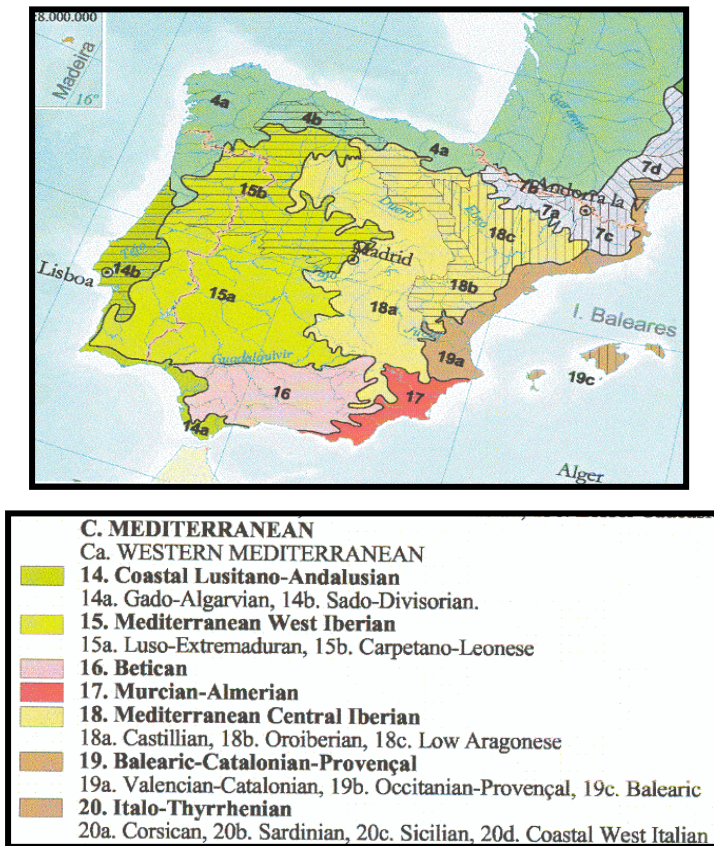 :8.000.000
Madeira
16°
4a
4b
4a
Garonne
7d
7b
Andorra la V
7a
7c
15b
Duero
Ebro
18c
Madrid
Tajo
Lisboa
14b
Tajo
15a
18b
18a
Júcar
I. Baleares
19a
19c
Guadalquivir
16
17
14a
Alger
C. MEDITERRANEAN
Ca. WESTERN MEDITERRANEAN
14. Coastal Lusitano-Andalusian
14a. Gado-Algarvian, 14b. Sado-Divisorian.
15. Mediterranean West Iberian
15a. Luso-Extremaduran, 15b. Carpetano-Leonese
16. Betican
17. Murcian-Almerian
18. Mediterranean Central Iberian
18a. Castillian, 18b. Oroiberian, 18c. Low Aragonese
19. Balearic-Catalonian-Provençal
19a. Valencian-Catalonian, 19b. Occitanian-Provençal, 19c. Balearic
20. Italo-Thyrrhenian
20a. Corsican, 20b. Sardinian, 20c. Sicilian, 20d. Coastal West Italian